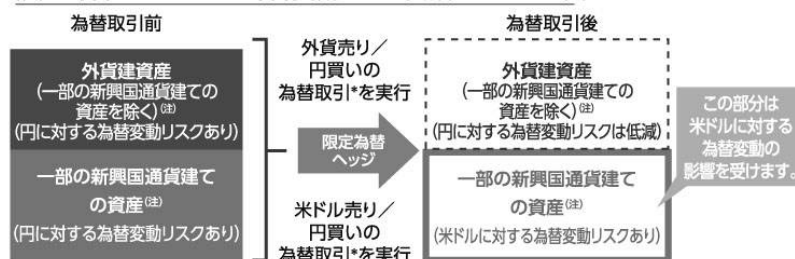 為替取引前
為替取引後
外貨建資産
(一部の新興国通貨建ての
資産を除く)(注)
(円に対する為替変動リスクあり)
一部の新興国通貨建て
の資産(注)
(円に対する為替変動リスクあり)
外貨売り/
円買いの
為替取引*を実行
限定為替
ヘッジ
米ドル売り/
円買いの
為替取引*を実行
外貨建資産
(一部の新興国通貨建ての
資産を除く)(注)
(円に対する為替変動リスクは低減)
一部の新興国通貨建て
の資産(注)
(米ドルに対する為替変動リスクあり)
この部分は
米ドルに対する
為替変動の
影響を受けます。